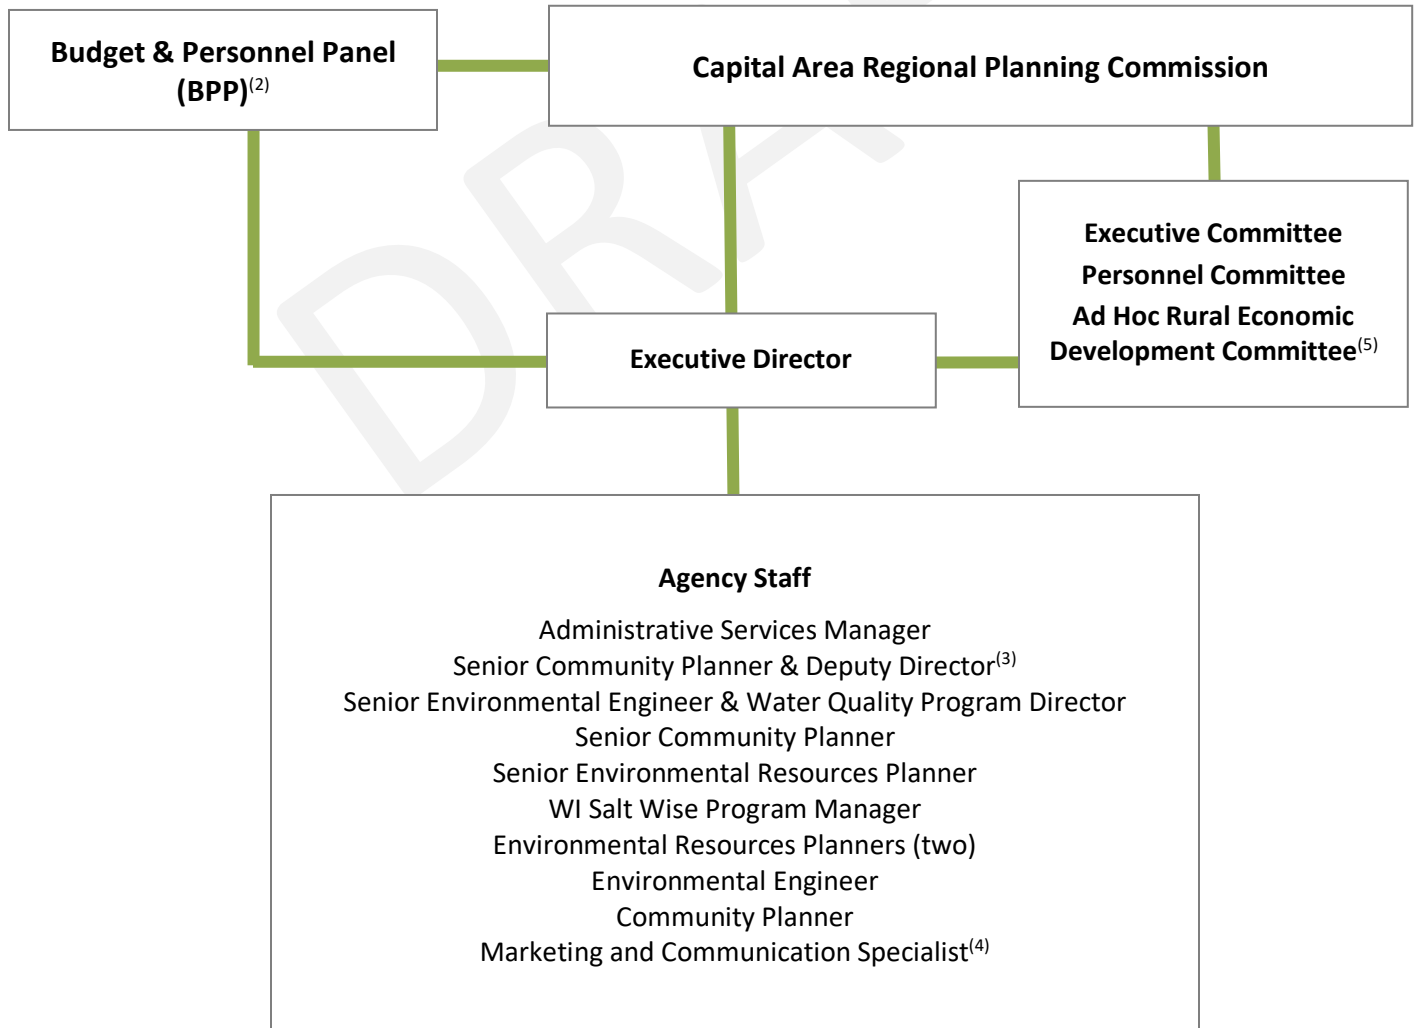 Budget & Personnel Panel
(BPP)(2)
Capital Area Regional Planning Commission
Executive Committee
Personnel Committee
Ad Hoc Rural Economic
Development Committee(5)
Executive Director
Agency Staff
Administrative Services Manager
Senior Community Planner & Deputy Director(3)
Senior Environmental Engineer & Water Quality Program Director
Senior Community Planner
Senior Environmental Resources Planner
WI Salt Wise Program Manager
Environmental Resources Planners (two)
Environmental Engineer
Community Planner
Marketing and Communication Specialist(4)
DRA